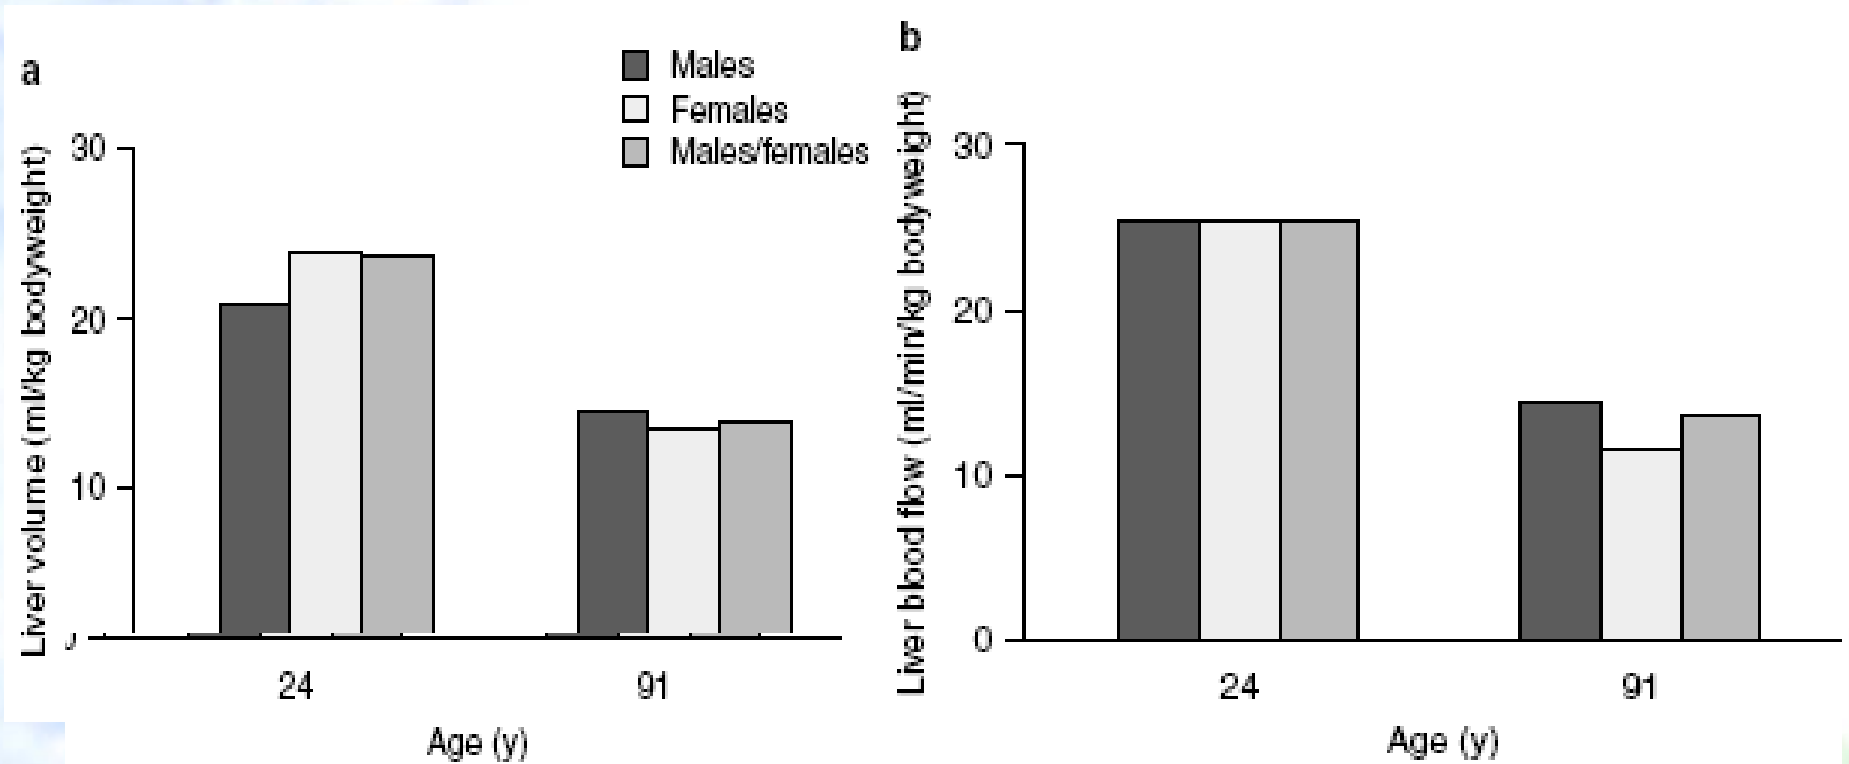 a
Males
Females
Males/females
Liver volume (ml/kg bodyweight)
30
20
10
24
91
Age (y)
b
Liver blood flow (ml/min/kg bodyweight)
30
20
10
0
24
91
Age (y)